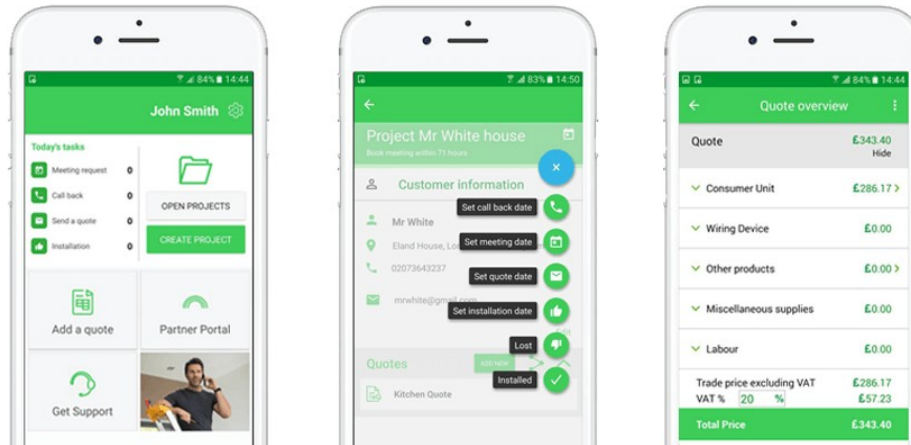 84% 14:44
John Smith
Today's tasks
Meeting request 0
Call back 0
Send a quote 0
Installation 0
OPEN PROJECTS
CREATE PROJECT
Add a quote
Partner Portal
Get Support
83% 14:50
Project Mr White house
Book meeting within 71 hours
Customer information
Set call back date
Mr White
Set meeting date
Eland House,
02073643237
Set quote date
mrwhite@gmail.com
Set installation date
Edit
Lost
Quotes
ADD NEW
Installed
Kitchen Quote
84% 14:44
Quote overview
Quote £343.40
Hide
Consumer Unit £286.17
Wiring Device £0.00
Other products £0.00
Miscellaneous supplies £0.00
Labour £0.00
Trade price excluding VAT £286.17
VAT % 20 % £57.23
Total Price £343.40